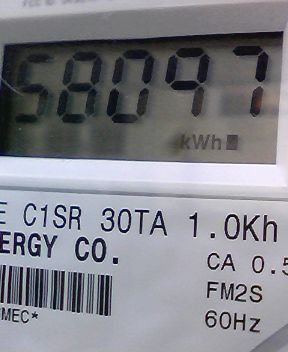 58097
kWh
E C1SR 30TA 1.0Kh
ERGY CO.
CA 0.5
FM2S
MEC*
60Hz